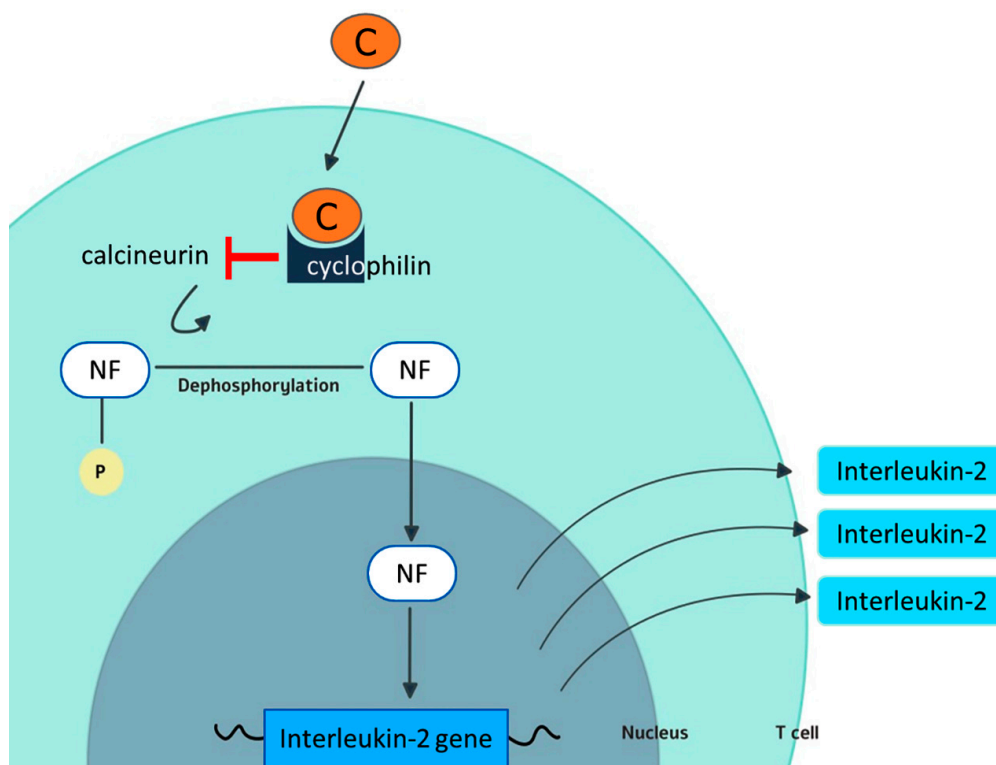 C
C
calcineurin
cyclophilin
NF
NF
Dephosphorylation
P
Interleukin-2
Interleukin-2
NF
Interleukin-2
Interleukin-2 gene
Nucleus
T cell